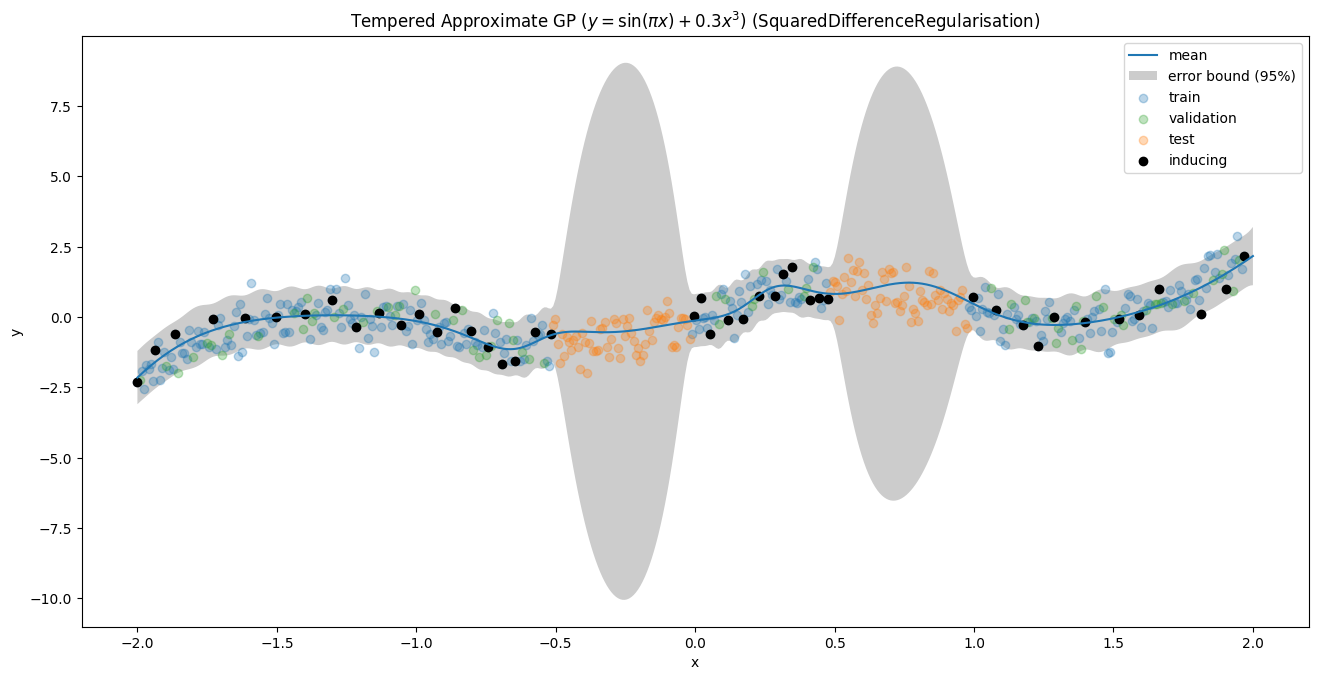 Tempered Approximate GP (y = sin(πx) + 0.3x³) (SquaredDifferenceRegularisation)
mean
error bound (95%)
train
validation
test
inducing
7.5
5.0
2.5
0.0
−2.5
−5.0
−7.5
−10.0
y
−2.0 −1.5 −1.0 −0.5 0.0 0.5 1.0 1.5 2.0
x